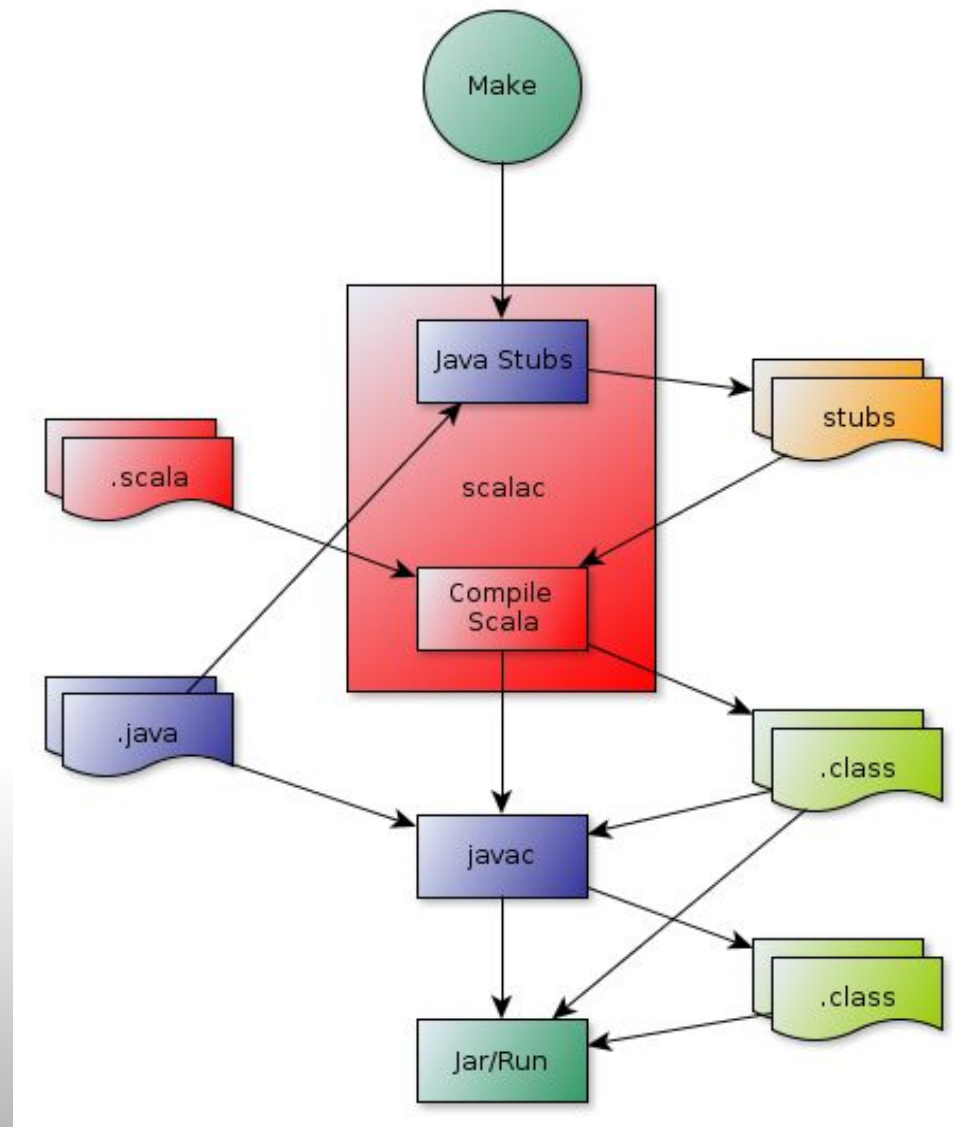 Make
Java Stubs
stubs
.scala
scalac
Compile
Scala
.java
.class
javac
.class
Jar/Run